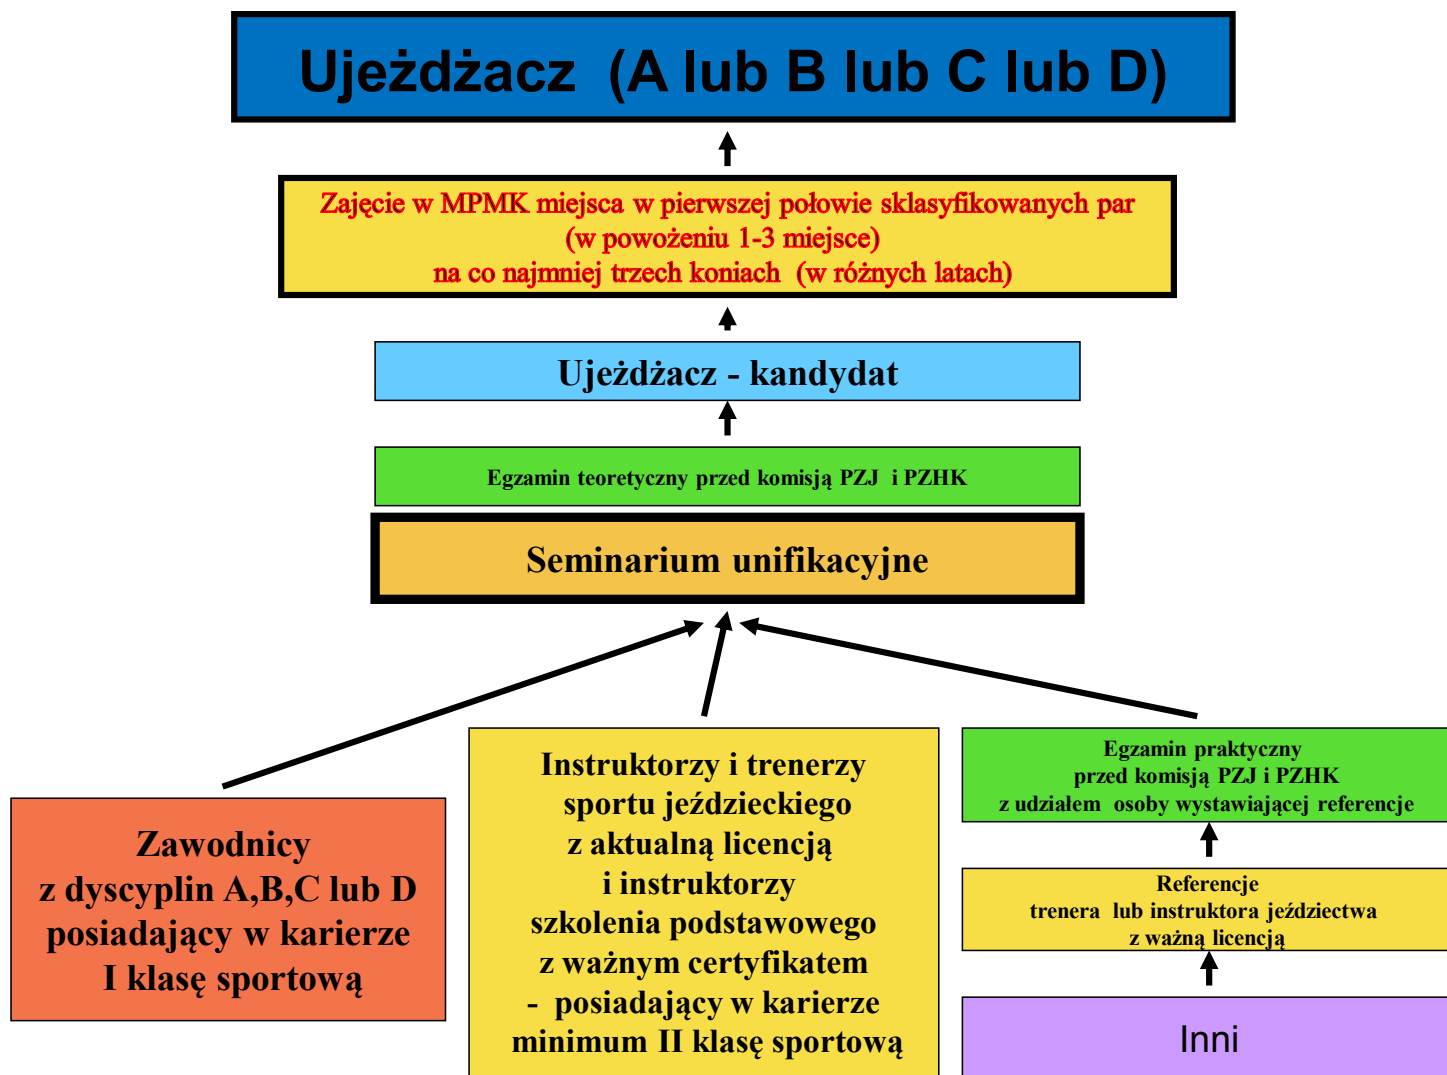 Ujeżdżacz (A lub B lub C lub D)
Zajęcie w MPMK miejsca w pierwszej połowie sklasyfikowanych par
(w powożeniu 1-3 miejsce)
na co najmniej trzech koniach (w różnych latach)
Ujeżdżacz - kandydat
Egzamin teoretyczny przed komisją PZJ i PZHK
Seminarium unifikacyjne
Zawodnicy
z dyscyplin A,B,C lub D
posiadający w karierze
I klasę sportową
Instruktorzy i trenerzy
sportu jeździeckiego
z aktualną licencją
i instruktorzy
szkolenia podstawowego
z ważnym certyfikatem
- posiadający w karierze
minimum II klasę sportową
Egzamin praktyczny
przed komisją PZJ i PZHK
z udziałem osoby wystawiającej referencje
Referencje
trenera lub instruktora jeździectwa
z ważną licencją
Inni